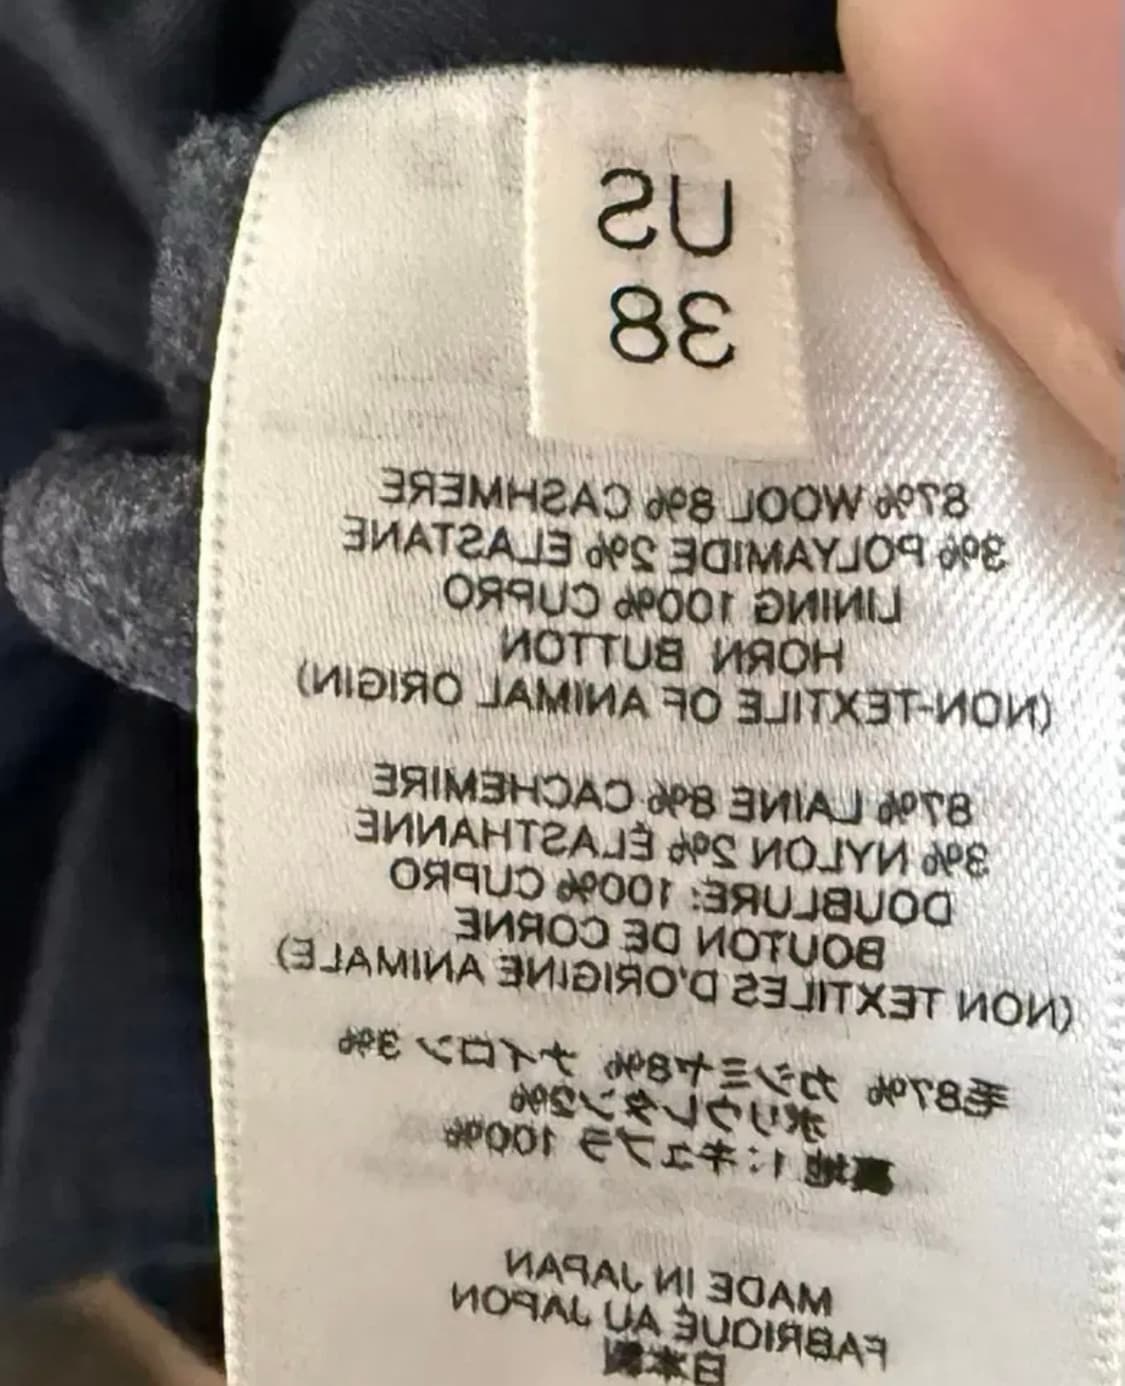 US
38
87% WOOL 8% CASHMERE
3% POLYAMIDE 2% ELASTANE
LINING 100% CUPRO
HORN BUTTON
(NON-TEXTILE OF ANIMAL ORIGIN)
87% LAINE 8% CACHEMIRE
3% NYLON 2% ÉLASTHANNE
DOUBLURE: 100% CUPRO
BOUTON DE CORNE
(NON TEXTILES D'ORIGINE ANIMALE)
毛87% カシミヤ8% ナイロン 3%
ポリウレタン2%
裏地 1:キュプラ 100%
MADE IN JAPAN
FABRIQUÉ AU JAPON
日本製